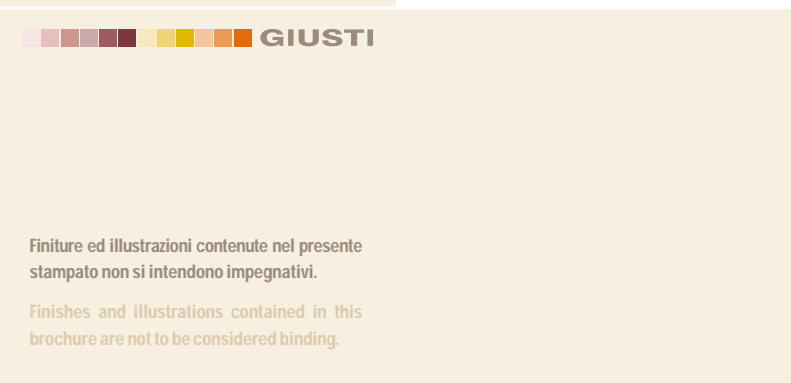 GIUSTI
Finiture ed illustrazioni contenute nel presente
stampato non si intendono impegnativi.
Finishes and illustrations contained in this
brochure are not to be considered binding.